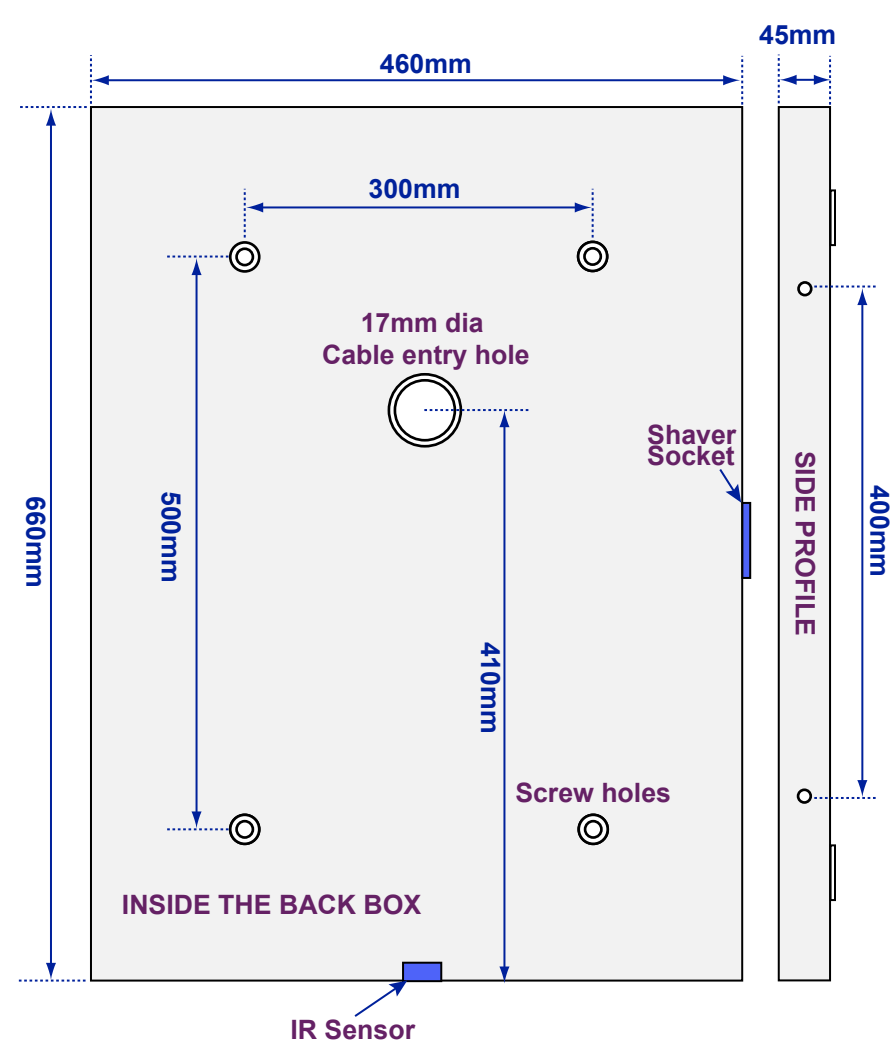 45mm
460mm
300mm
17mm dia
Cable entry hole
Shaver
Socket
SIDE PROFILE
400mm
660mm
500mm
410mm
Screw holes
INSIDE THE BACK BOX
IR Sensor